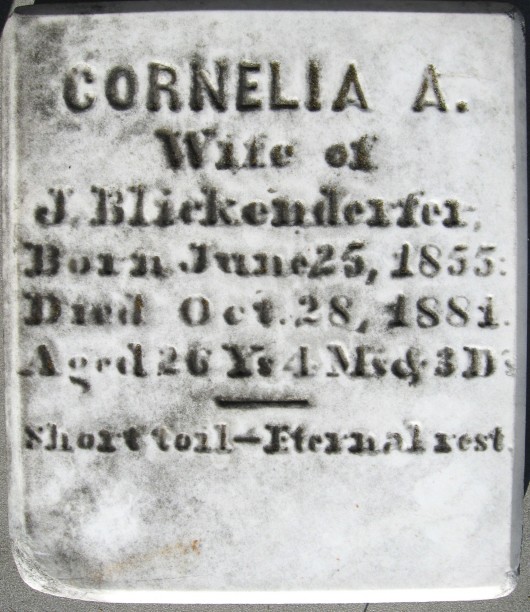 CORNELIA A.
Wife of
J. Blickenderfer,
Born June 25, 1855.
Died Oct. 28, 1881.
Aged 26 Ys 4 Ms & 3 Ds
Short toil—Eternal rest.